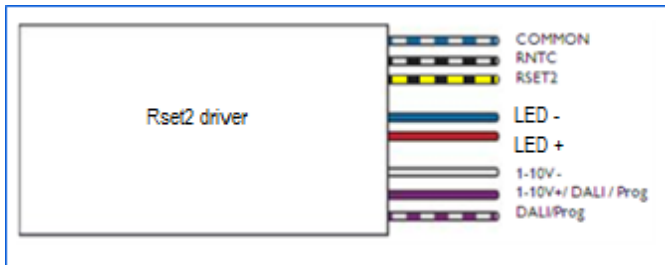 COMMON
RNTC
RSET2
Rset2 driver
LED -
LED +
1-10V-
1-10V+/ DALI / Prog
DALI/Prog